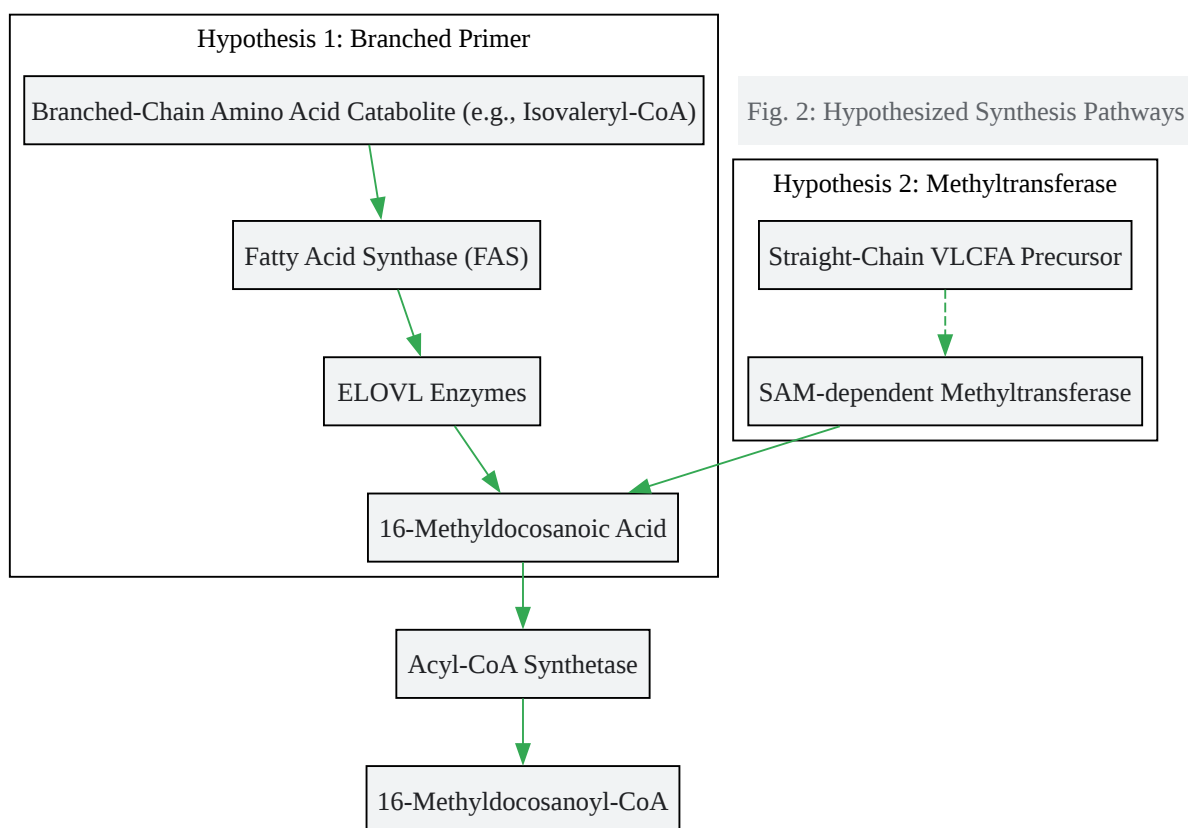 Hypothesis 1: Branched Primer
Branched-Chain Amino Acid Catabolite (e.g., Isovaleryl-CoA)
Fatty Acid Synthase (FAS)
ELOVL Enzymes
16-Methyldocosanoic Acid
Fig. 2: Hypothesized Synthesis Pathways
Hypothesis 2: Methyltransferase
Straight-Chain VLCFA Precursor
SAM-dependent Methyltransferase
Acyl-CoA Synthetase
16-Methyldocosanoyl-CoA